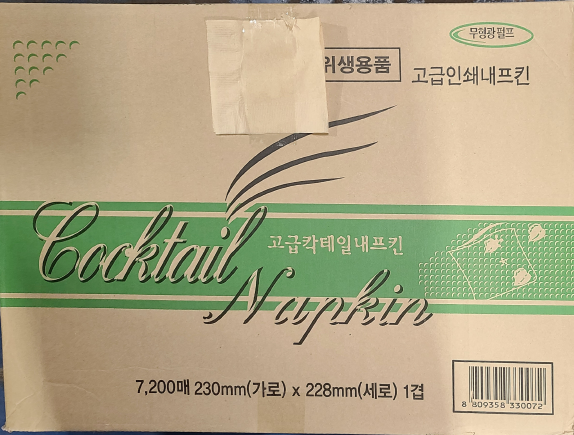 무형광펄프
위생용품
고급인쇄내프킨
Cocktail
고급칵테일내프킨
Napkin
7,200매 230mm(가로) x 228mm(세로) 1겹
8 809358 330072